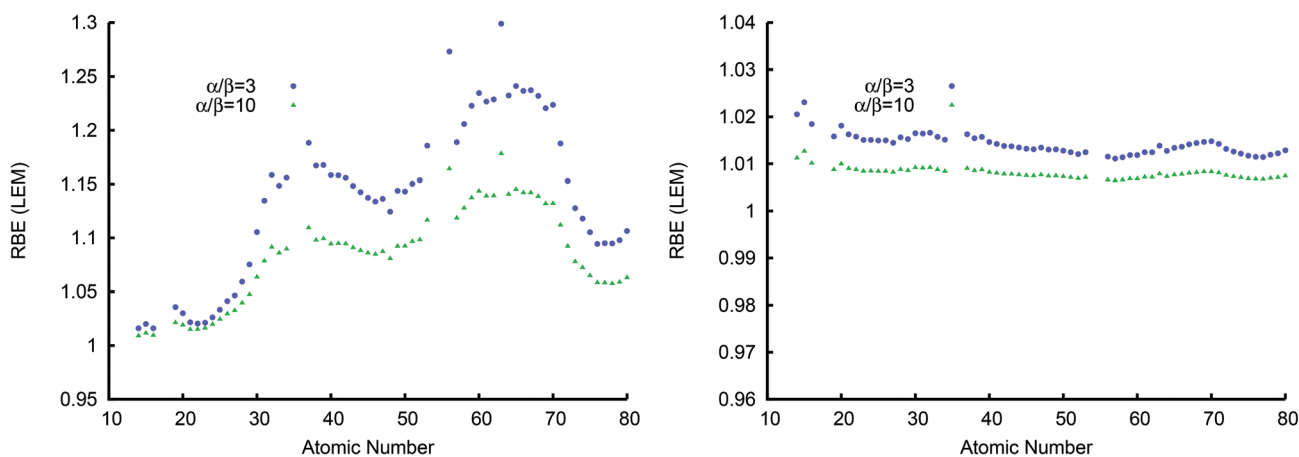 1.3
1.25
1.2
1.15
1.1
1.05
1
0.95
RBE (LEM)
α/β=3
α/β=10
10 20 30 40 50 60 70 80
Atomic Number
1.04
1.03
1.02
1.01
1
0.99
0.98
0.97
0.96
RBE (LEM)
α/β=3
α/β=10
10 20 30 40 50 60 70 80
Atomic Number